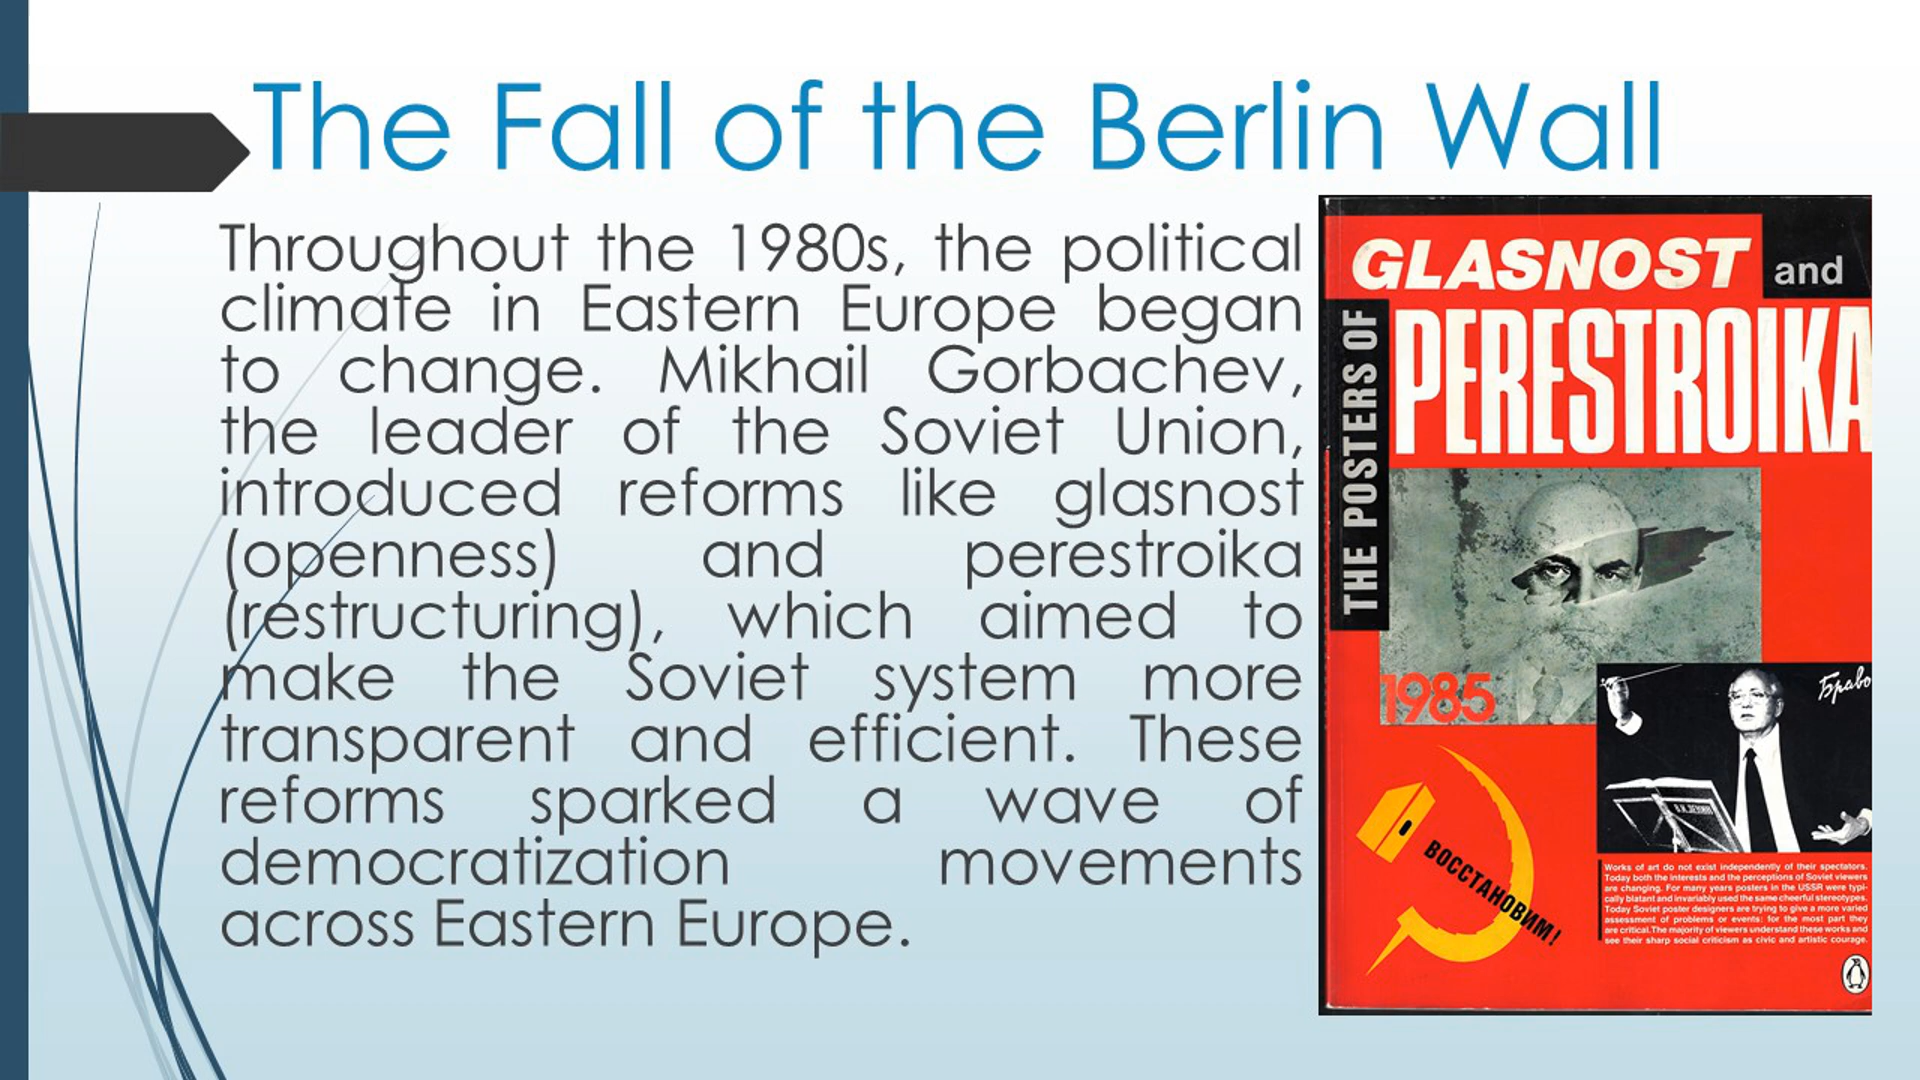 The Fall of the Berlin Wall
Throughout the 1980s, the political
climate in Eastern Europe began
to change. Mikhail Gorbachev,
the leader of the Soviet Union,
introduced reforms like glasnost
(openness) and perestroika
(restructuring), which aimed to
make the Soviet system more
transparent and efficient. These
reforms sparked a wave of
democratization movements
across Eastern Europe.
THE POSTERS OF
GLASNOST and
PERESTROIKA
1985
Браво
ВОССТАНОВИМ!
Works of art do not exist independently of their spectators.
Today both the interests and the perceptions of Soviet viewers
are changing. For many years posters in the USSR were typi-
cally blatant and invariably used the same cheerful stereotypes.
Today Soviet poster designers are trying to give a more varied
assessment of problems or events: for the most part they
are critical. The majority of viewers understand these works and
see their sharp social criticism as civic and artistic courage.